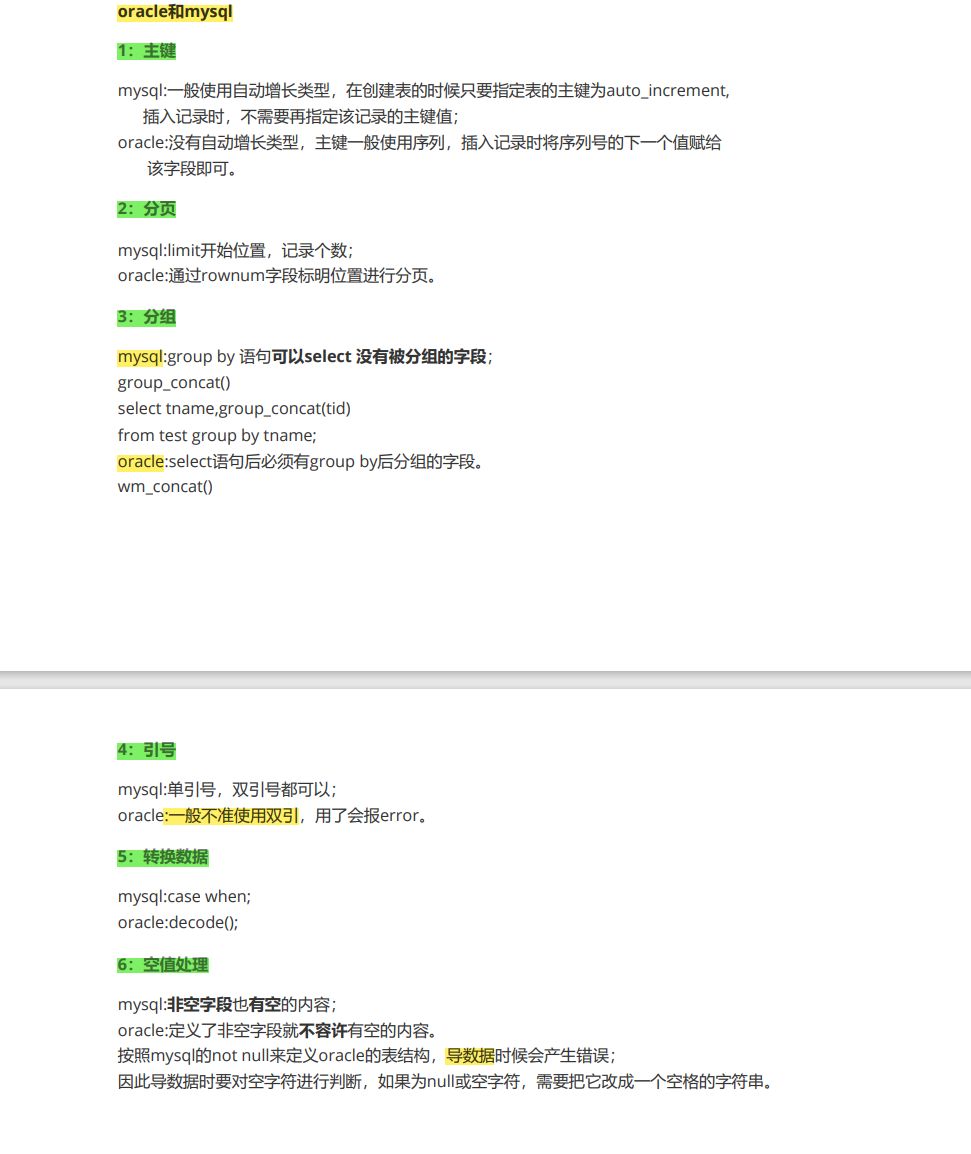 oracle和mysql
1：主键
mysql:一般使用自动增长类型，在创建表的时候只要指定表的主键为auto_increment,
插入记录时，不需要再指定该记录的主键值；
oracle:没有自动增长类型，主键一般使用序列，插入记录时将序列号的下一个值赋给
该字段即可。
2：分页
mysql:limit开始位置，记录个数；
oracle:通过rownum字段标明位置进行分页。
3：分组
mysql:group by 语句可以select 没有被分组的字段；
group_concat()
select tname,group_concat(tid)
from test group by tname;
oracle:select语句后必须有group by后分组的字段。
wm_concat()
4：引号
mysql:单引号，双引号都可以；
oracle:一般不准使用双引，用了会报error。
5：转换数据
mysql:case when;
oracle:decode();
6：空值处理
mysql:非空字段也有空的内容；
oracle:定义了非空字段就不容许有空的内容。
按照mysql的not null来定义oracle的表结构，导数据时候会产生错误；
因此导数据时要对空字符进行判断，如果为null或空字符，需要把它改成一个空格的字符串。